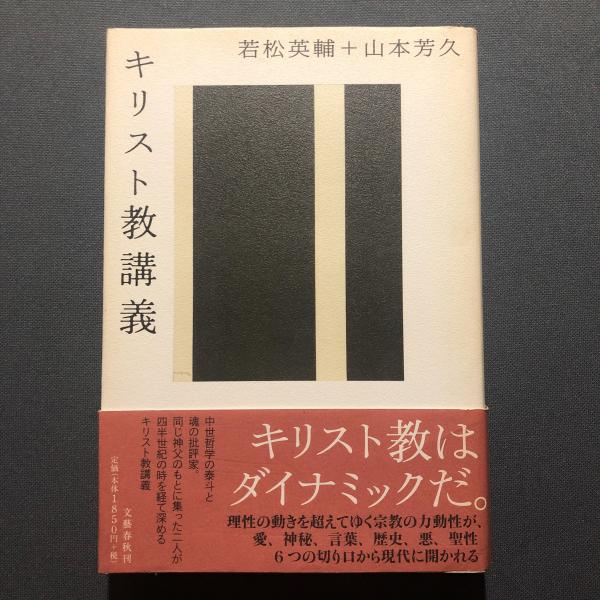 若松英輔+山本芳久
キリスト教講義
キリスト教は
ダイナミックだ。
理性の動きを超えてゆく宗教の力動性が、
愛、神秘、言葉、歴史、悪、聖性
6つの切り口から現代に開かれる
中世哲学の泰斗と
魂の批評家。
同じ神父のもとに集った二人が
四半世紀の時を経て深める
キリスト教講義
文藝春秋刊
定価(本体1850円+税)